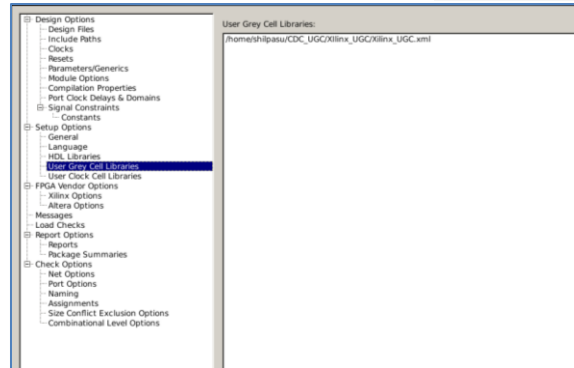 Design Options
Design Files
Include Paths
Clocks
Resets
Parameters/Generics
Module Options
Compilation Properties
Port Clock Delays & Domains
Signal Constraints
Constants
Setup Options
General
Language
HDL Libraries
User Grey Cell Libraries
User Clock Cell Libraries
FPGA Vendor Options
Xilinx Options
Altera Options
Messages
Load Checks
Report Options
Reports
Package Summaries
Check Options
Net Options
Port Options
Naming
Assignments
Size Conflict Exclusion Options
Combinational Level Options
User Grey Cell Libraries:
/home/shilpasu/CDC_UGC/Xilinx_UGC/Xilinx_UGC.xml